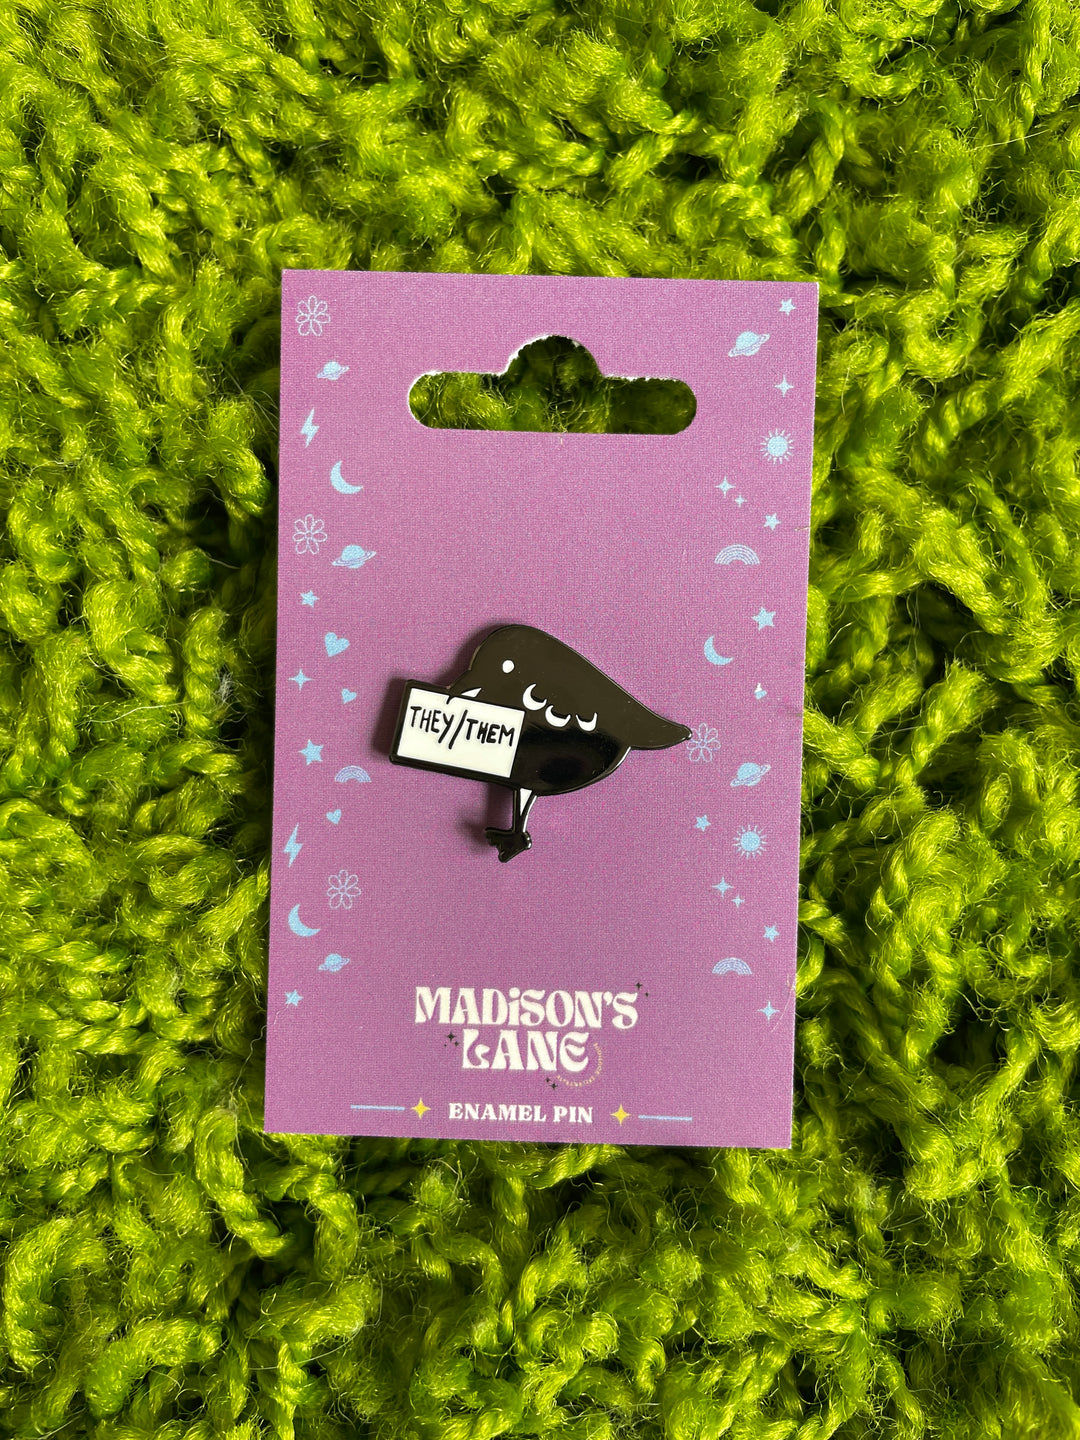 THEY/THEM
MADiSON'S
LANE
ENAMEL PIN